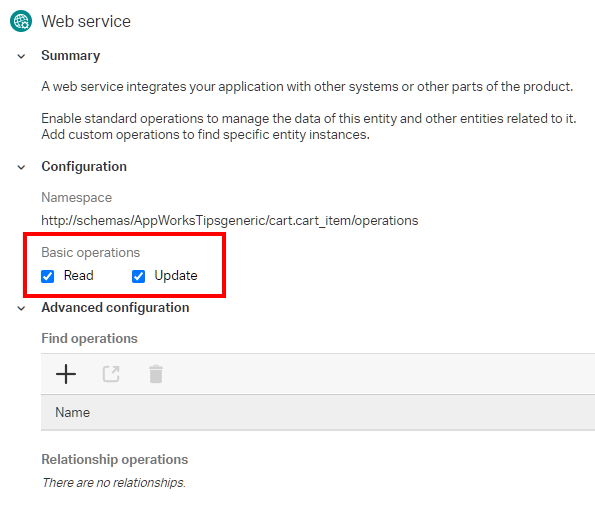 Web service
Summary
A web service integrates your application with other systems or other parts of the product.
Enable standard operations to manage the data of this entity and other entities related to it.
Add custom operations to find specific entity instances.
Configuration
Namespace
http://schemas/AppWorksTipsgeneric/cart.cart_item/operations
Basic operations
Read Update
Advanced configuration
Find operations
Name
Relationship operations
There are no relationships.